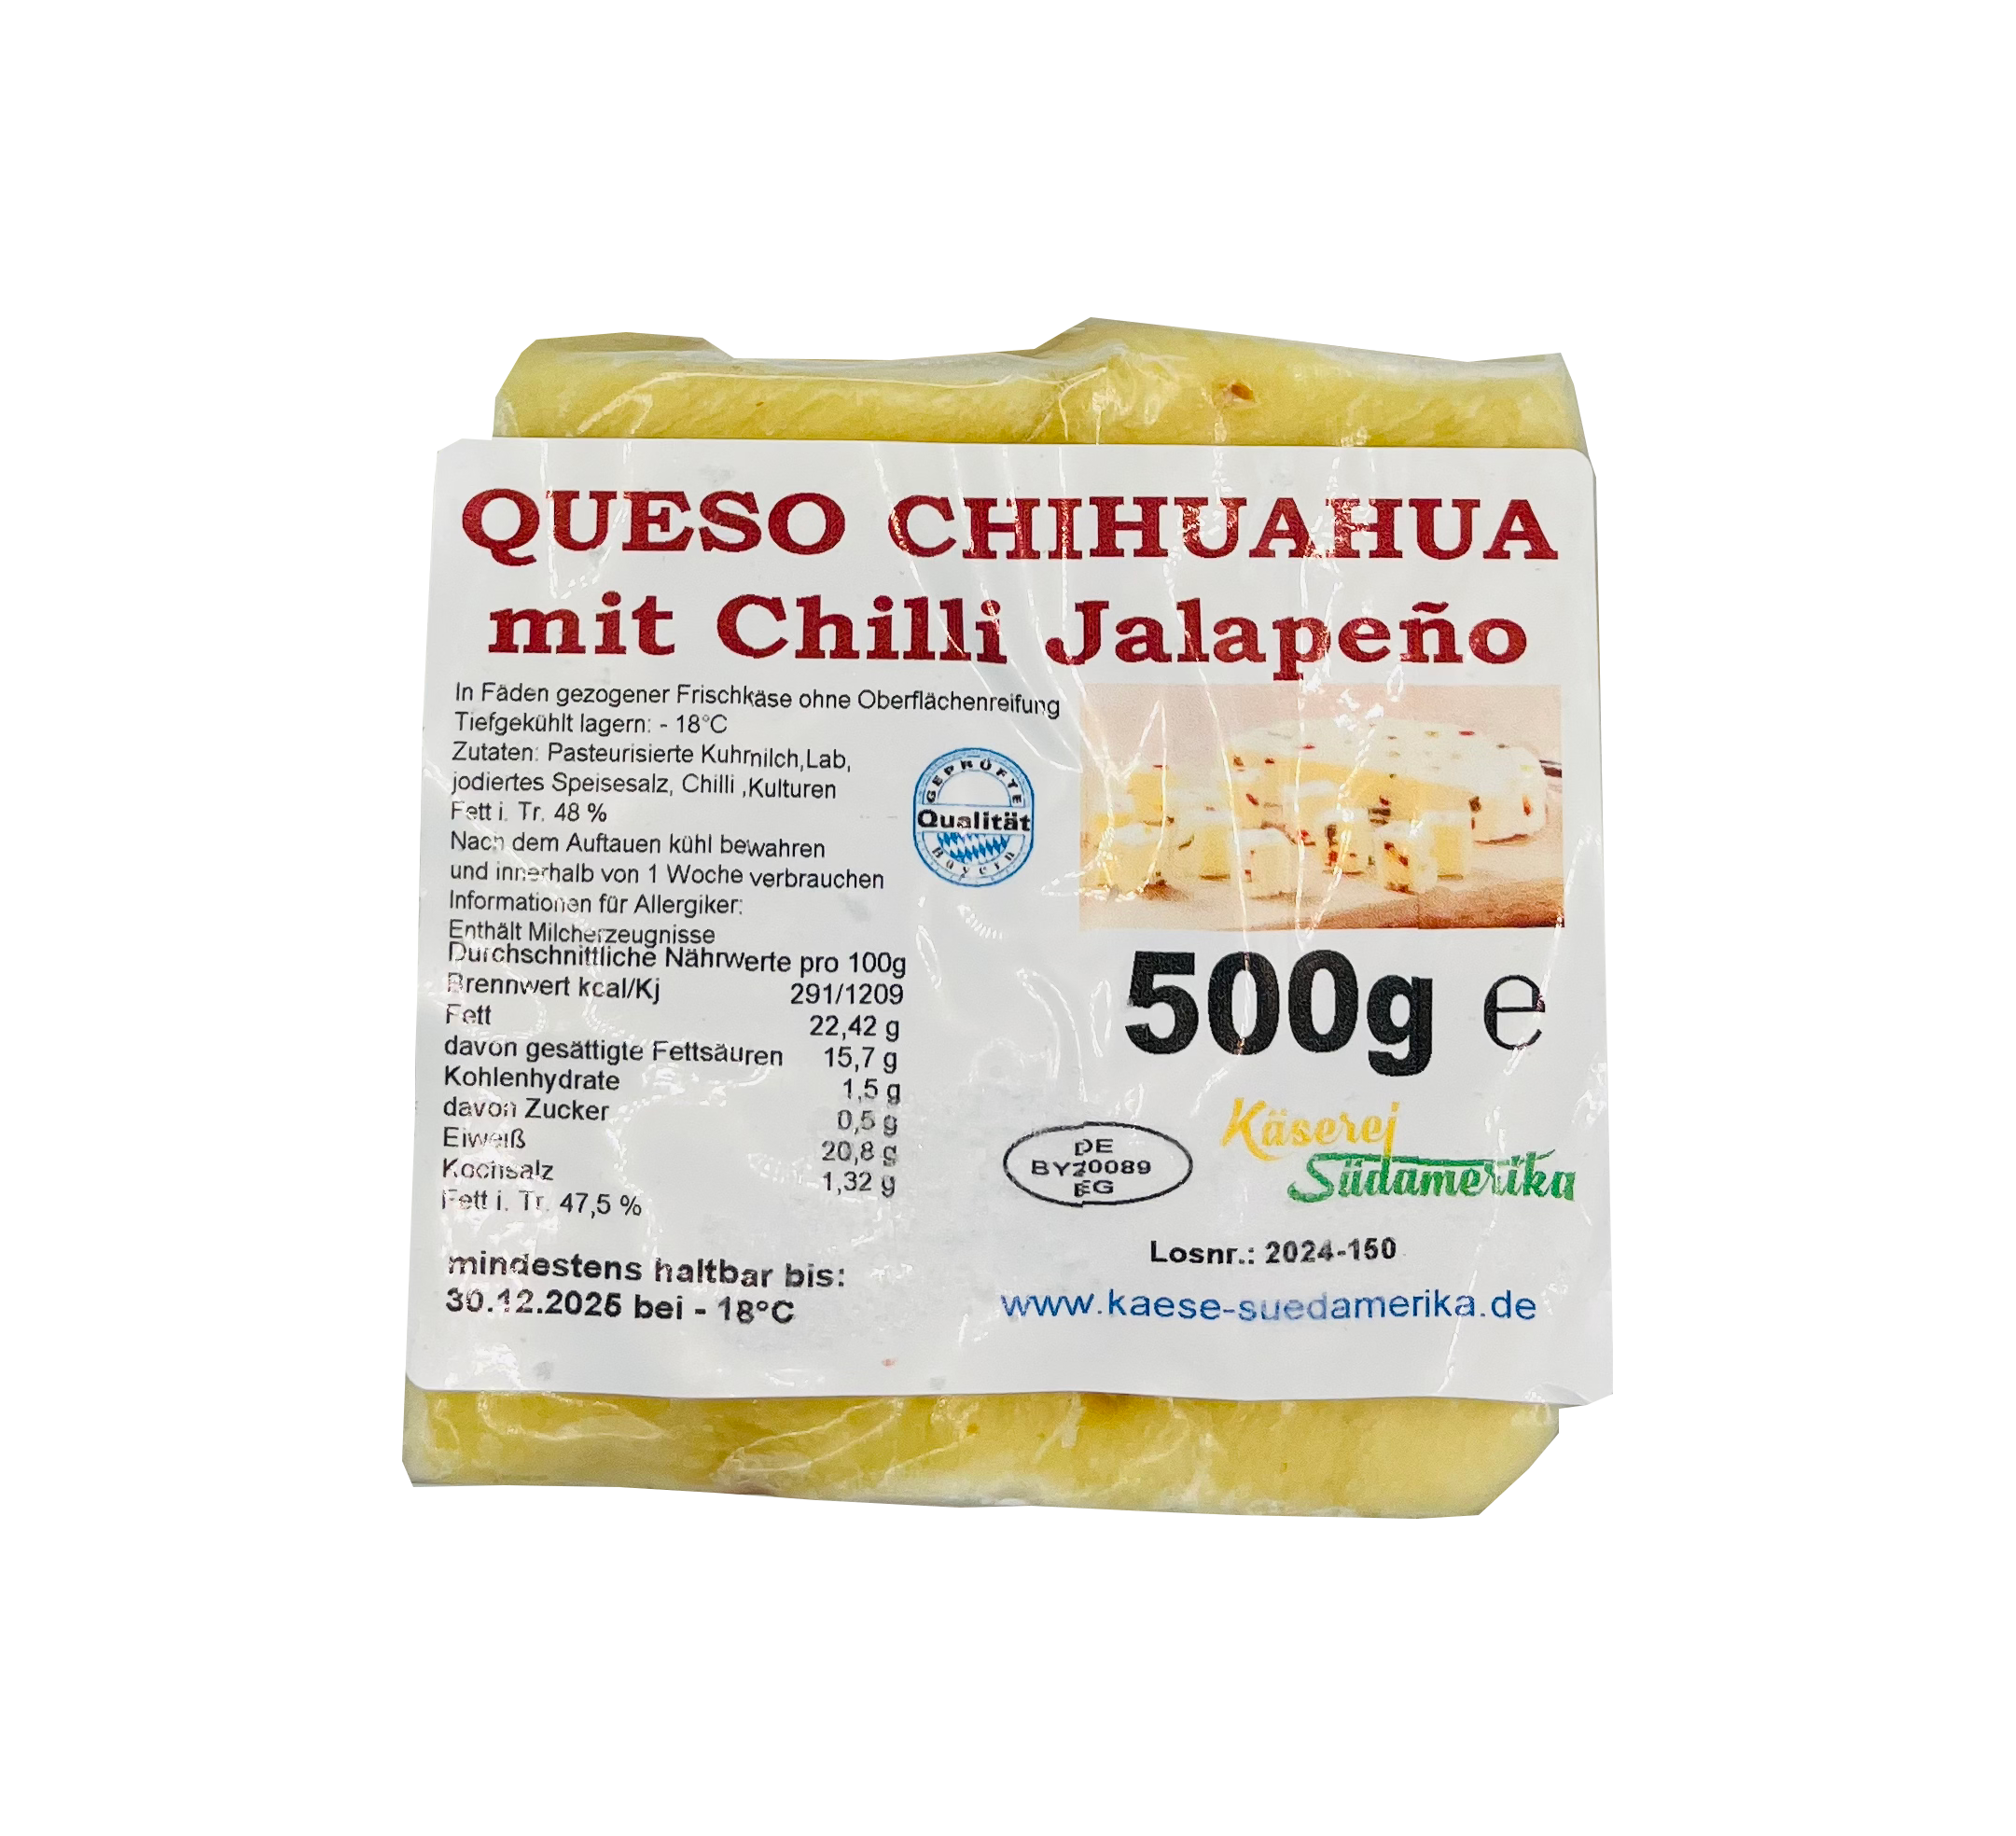 QUESO CHIHUAHUA
mit Chilli Jalapeño
In Fäden gezogener Frischkäse ohne Oberflächenreifung
Tiefgekühlt lagern: - 18°C
Zutaten: Pasteurisierte Kuhmilch,Lab,
jodiertes Speisesalz, Chilli ,Kulturen
Fett i. Tr. 48 %
Nach dem Auftauen kühl bewahren
und innerhalb von 1 Woche verbrauchen
Informationen für Allergiker:
Enthält Milcherzeugnisse
Durchschnittliche Nährwerte pro 100g
Brennwert kcal/Kj 291/1209
Fett 22,42 g
davon gesättigte Fettsäuren 15,7 g
Kohlenhydrate 1,5 g
davon Zucker 0,5 g
Eiweiß 20,8 g
Kochsalz 1,32 g
Fett i. Tr. 47,5 %
mindestens haltbar bis:
30.12.2025 bei - 18°C
GEPRÜFTE
Qualität
Bayern
500g e
DE
BY20089
EG
Käserei
Südamerika
Losnr.: 2024-150
www.kaese-suedamerika.de